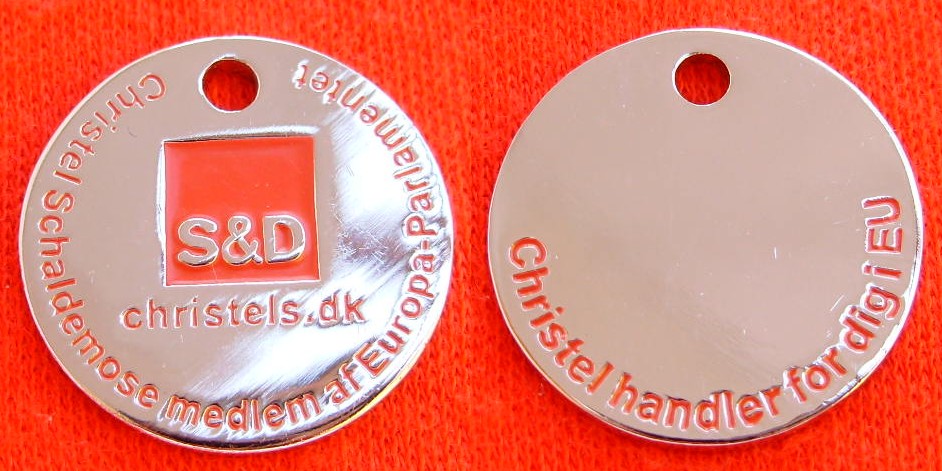 Christel Schaldemose medlem af Europa-Parlamentet
S&D
christels.dk
Christel handler for dig i EU